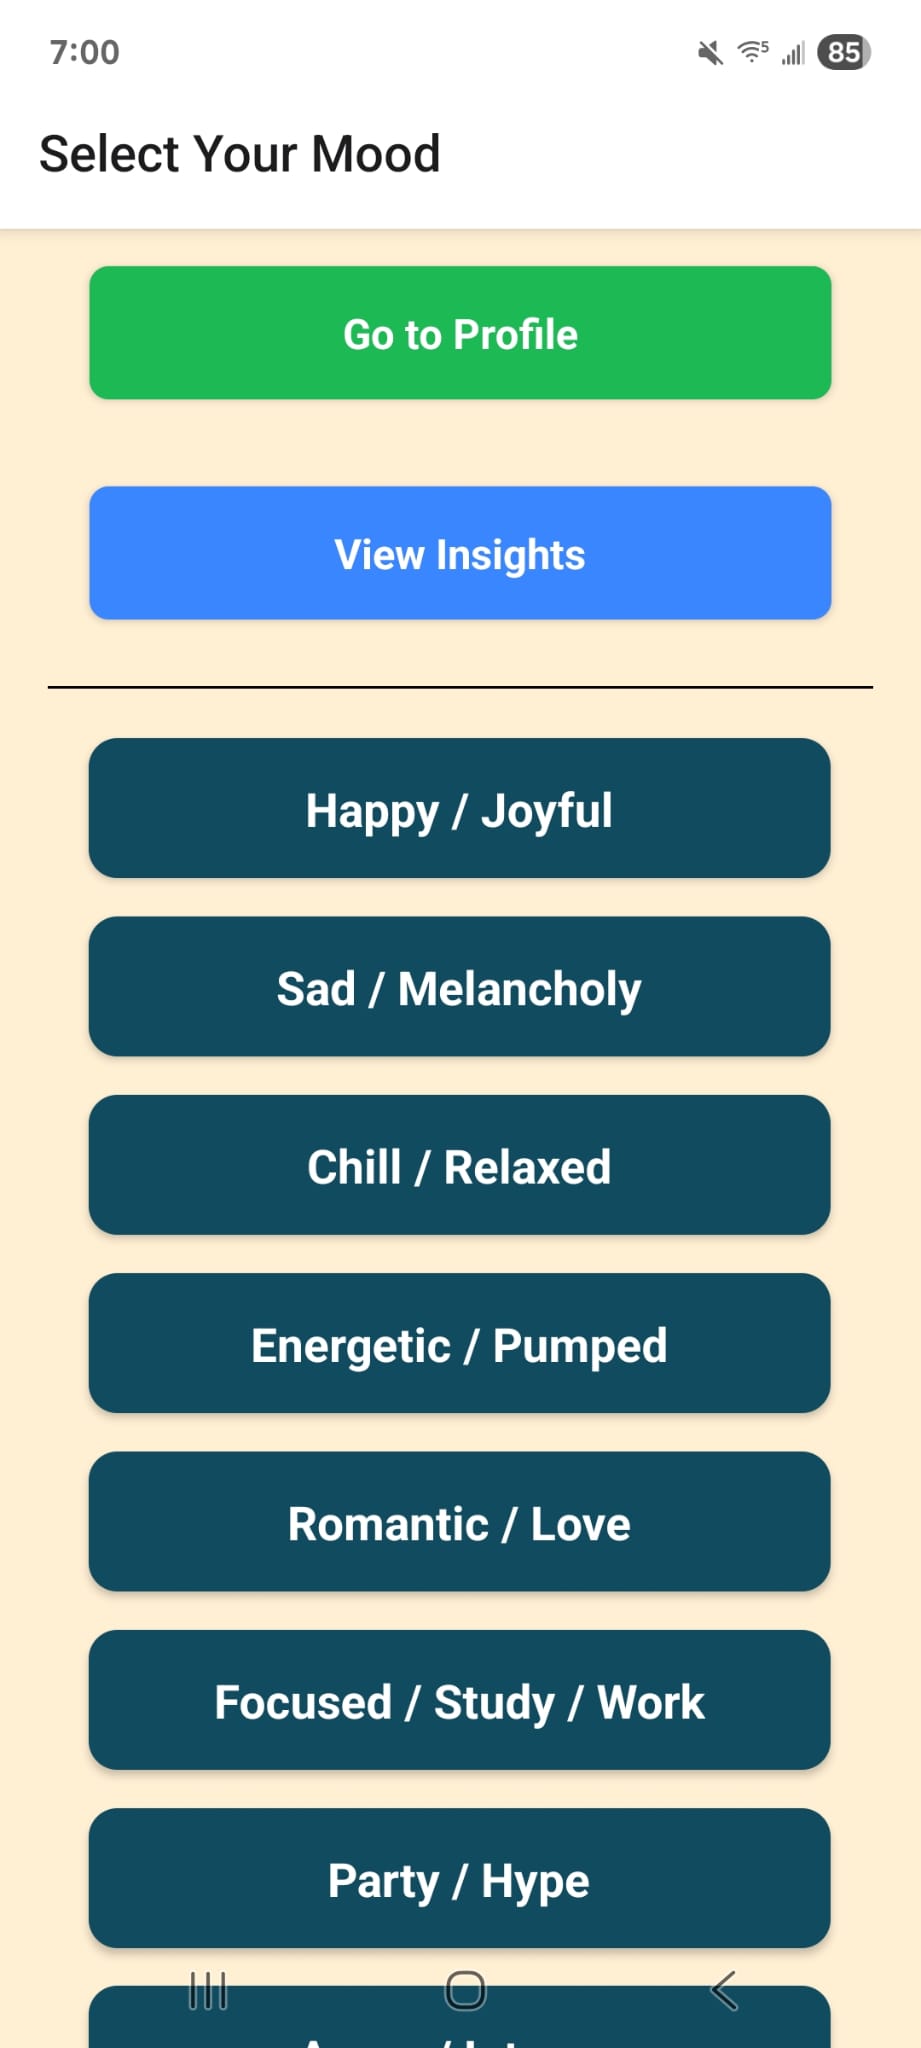 7:00
5
85
Select Your Mood
Go to Profile
View Insights
Happy / Joyful
Sad / Melancholy
Chill / Relaxed
Energetic / Pumped
Romantic / Love
Focused / Study / Work
Party / Hype